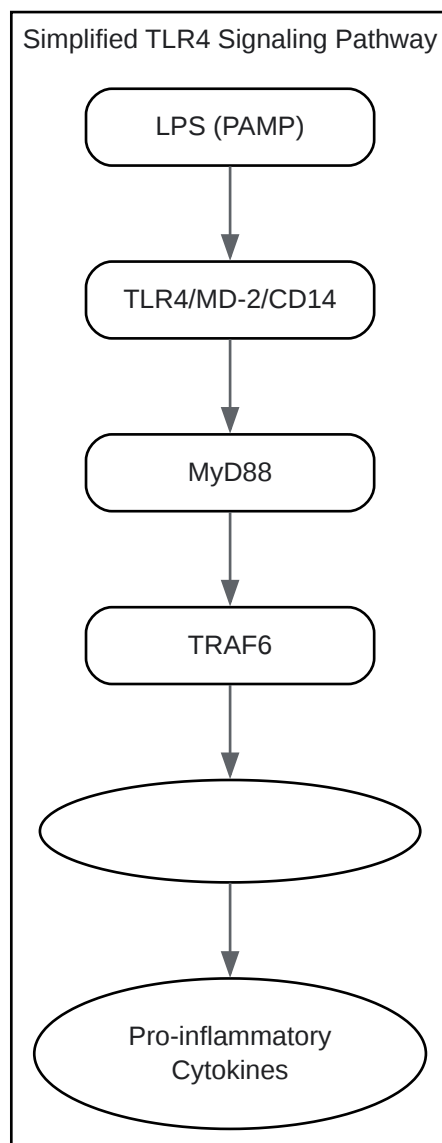 Simplified TLR4 Signaling Pathway
LPS (PAMP)
TLR4/MD-2/CD14
MyD88
TRAF6
Pro-inflammatory
Cytokines